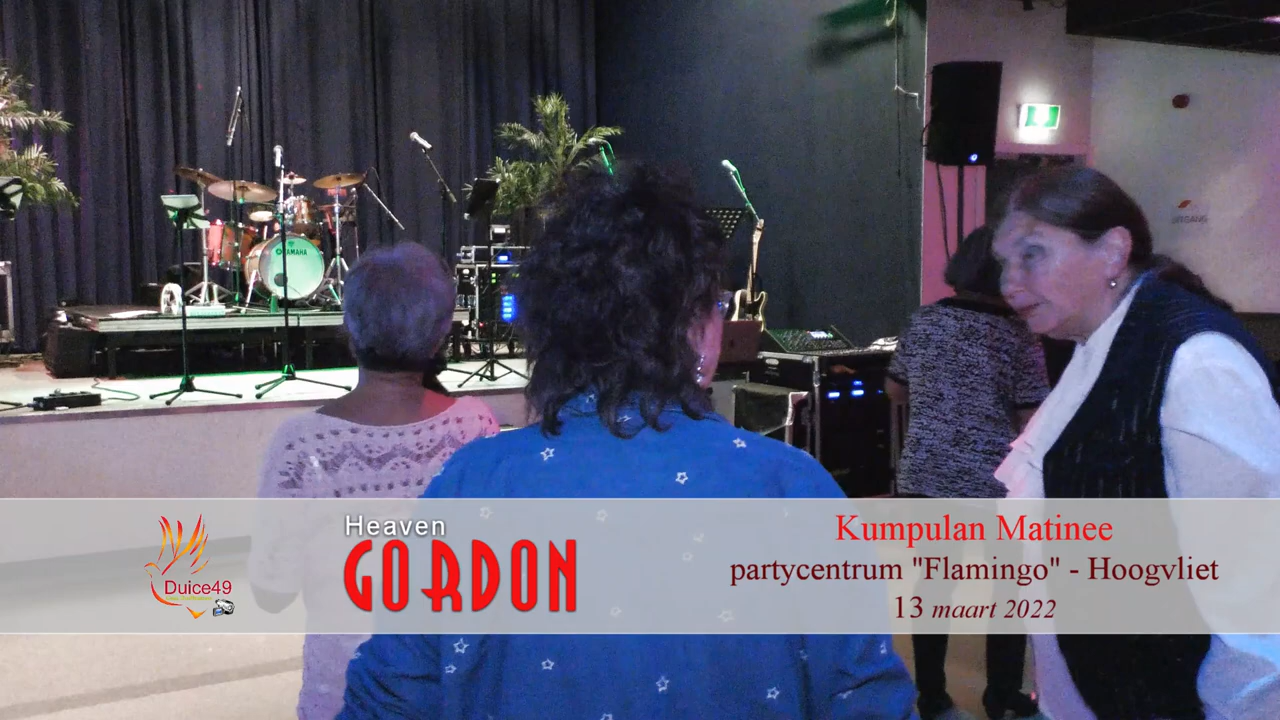 YAMAHA
Duice49
Heaven
GORDON
Kumpulan Matinee
partycentrum "Flamingo" - Hoogvliet
13 maart 2022